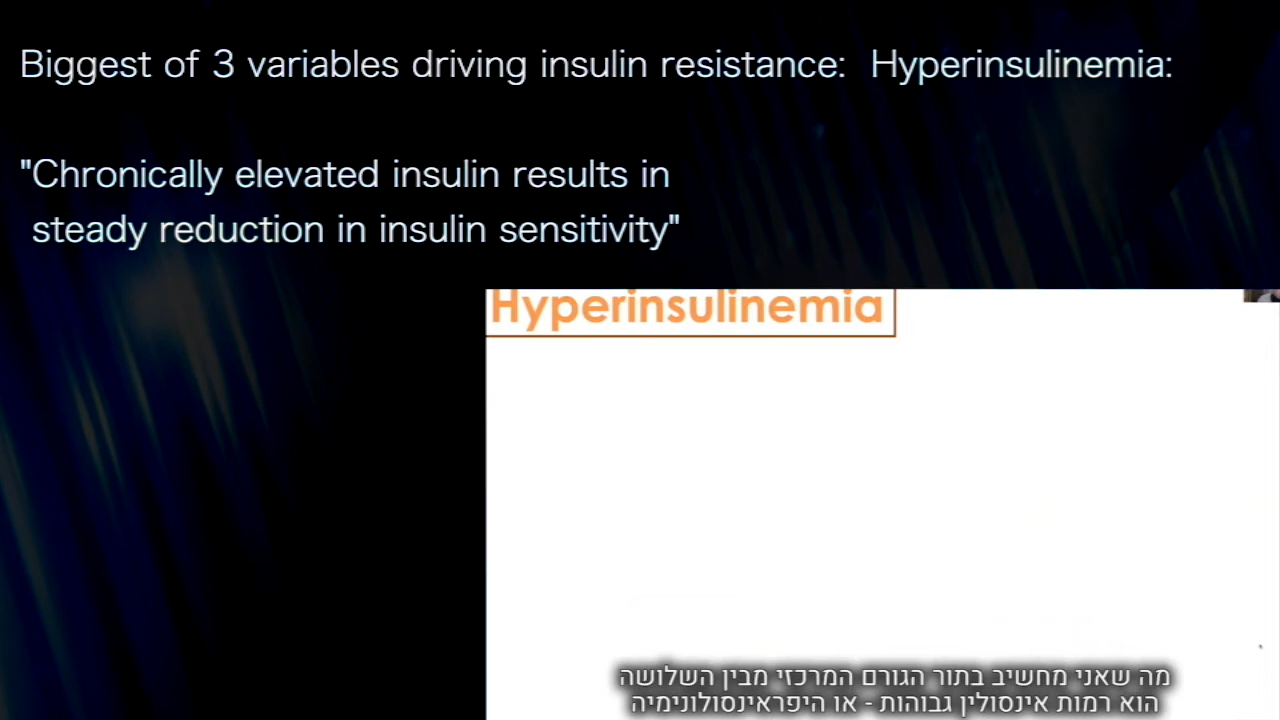 Biggest of 3 variables driving insulin resistance: Hyperinsulinemia:
"Chronically elevated insulin results in
steady reduction in insulin sensitivity"
Hyperinsulinemia
מה שאני מחשיב בתור הגורם המרכזי מבין השלושה
הוא רמות אינסולין גבוהות - או היפראינסולונימיה